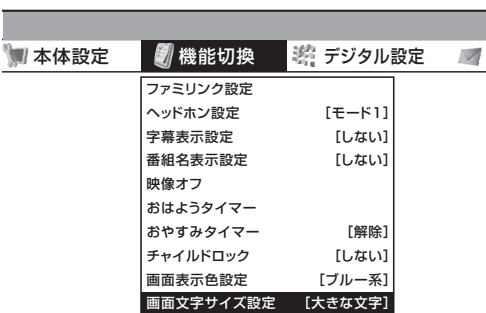 本体設定 機能切換 デジタル設定
ファミリンク設定
ヘッドホン設定 [モード1]
字幕表示設定 [しない]
番組名表示設定 [しない]
映像オフ
おはようタイマー
おやすみタイマー [解除]
チャイルドロック [しない]
画面表示色設定 [ブルー系]
画面文字サイズ設定 [大きな文字]